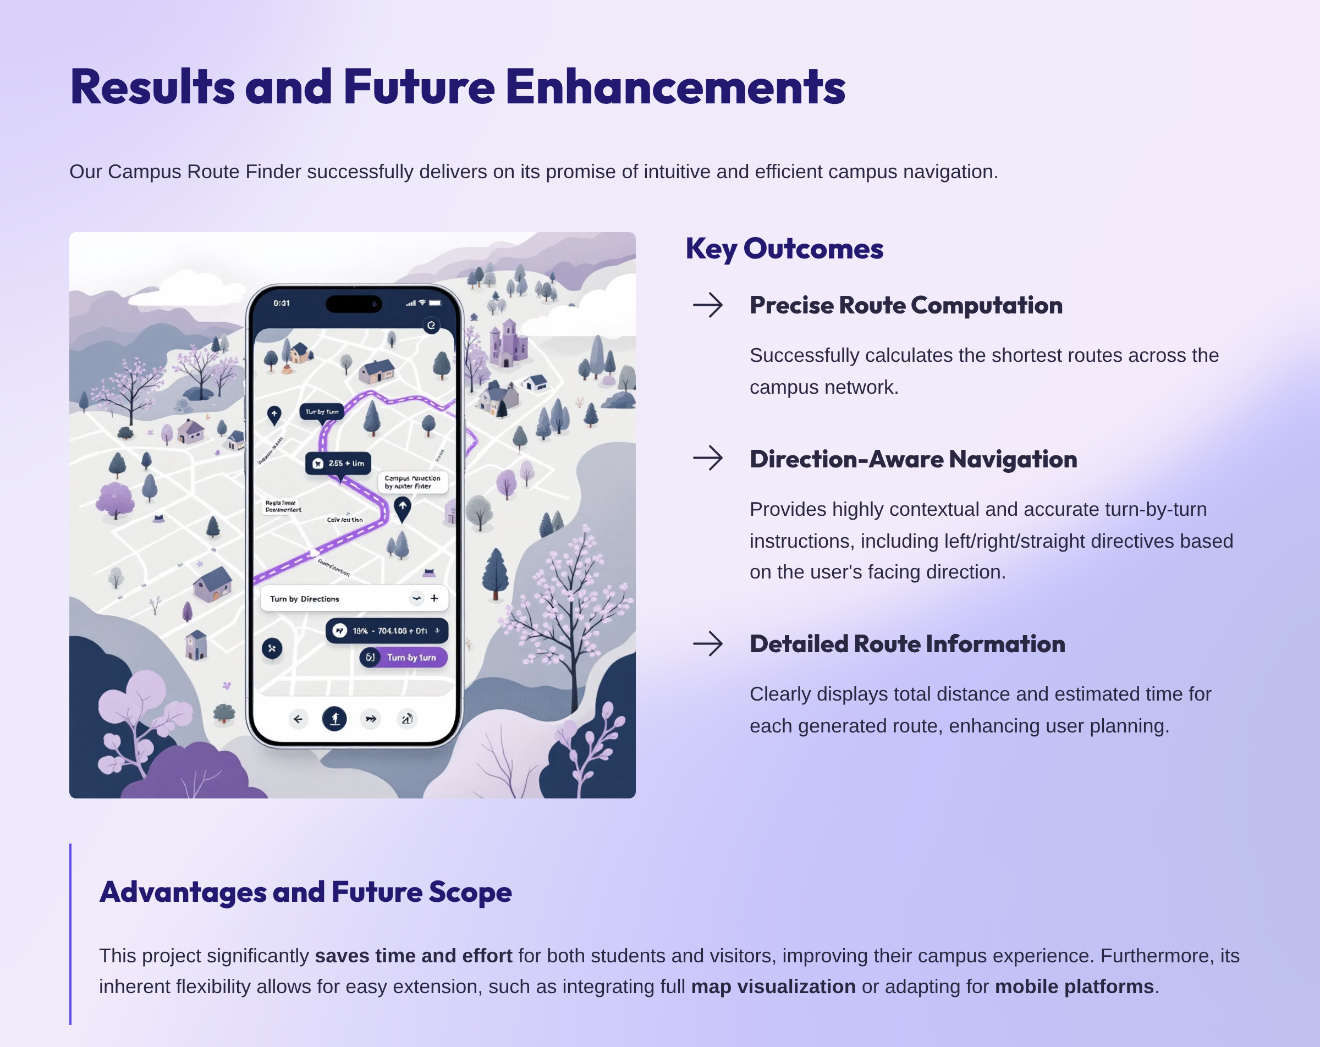 Results and Future Enhancements
Our Campus Route Finder successfully delivers on its promise of intuitive and efficient campus navigation.
Turn by Directions
Turn-by turn
Key Outcomes
Precise Route Computation
Successfully calculates the shortest routes across the
campus network.
Direction-Aware Navigation
Provides highly contextual and accurate turn-by-turn
instructions, including left/right/straight directives based
on the user's facing direction.
Detailed Route Information
Clearly displays total distance and estimated time for
each generated route, enhancing user planning.
Advantages and Future Scope
This project significantly saves time and effort for both students and visitors, improving their campus experience. Furthermore, its
inherent flexibility allows for easy extension, such as integrating full map visualization or adapting for mobile platforms.